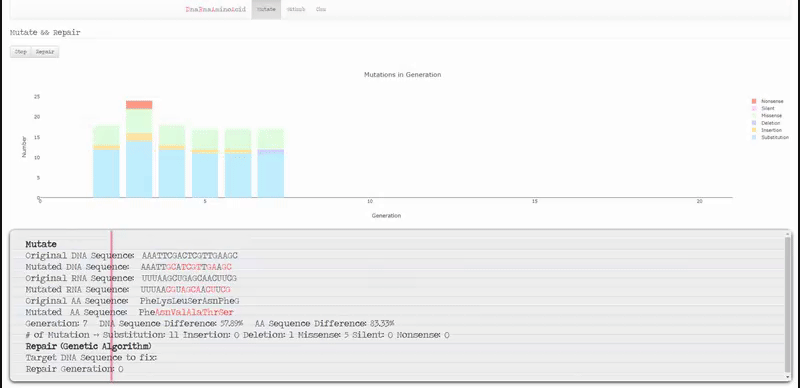 DnaRnaAminoAcid Mutate GitHub
Mutate && Repair
Stop Repair
Mutations in Generation
25
20
15
10
5
0
Number
0 5 10 15 20
Generation
Nonsense
Silent
Missense
Deletion
Insertion
Substitution
Mutate
Original DNA Sequence: AAATTCGACTCGTTGAAGC
Mutated DNA Sequence: AAATTGCATCGTTGAAGC
Original RNA Sequence: UUUAAGCUGAGCAACUUCG
Mutated RNA Sequence: UUUAACGUAGCAACUUCG
Original AA Sequence: PheLysLeuSerAsnPheG
Mutated AA Sequence: PheAsnValAlaThrSer
Generation: 7 DNA Sequence Difference: 57.89% AA Sequence Difference: 83.33%
# of Mutation -- Substitution: 11 Insertion: 0 Deletion: 1 Missense: 5 Silent: 0 Nonsense: 0
Repair (Genetic Algorithm)
Target DNA Sequence to fix:
Repair Generation: 0